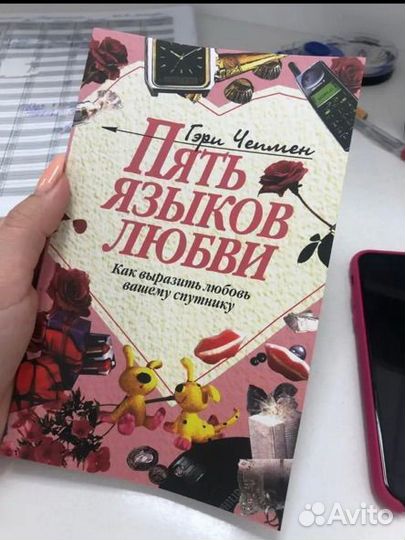 Гэри Чепмен
Пять
языков
любви
Как выразить любовь
вашему спутнику
Avito